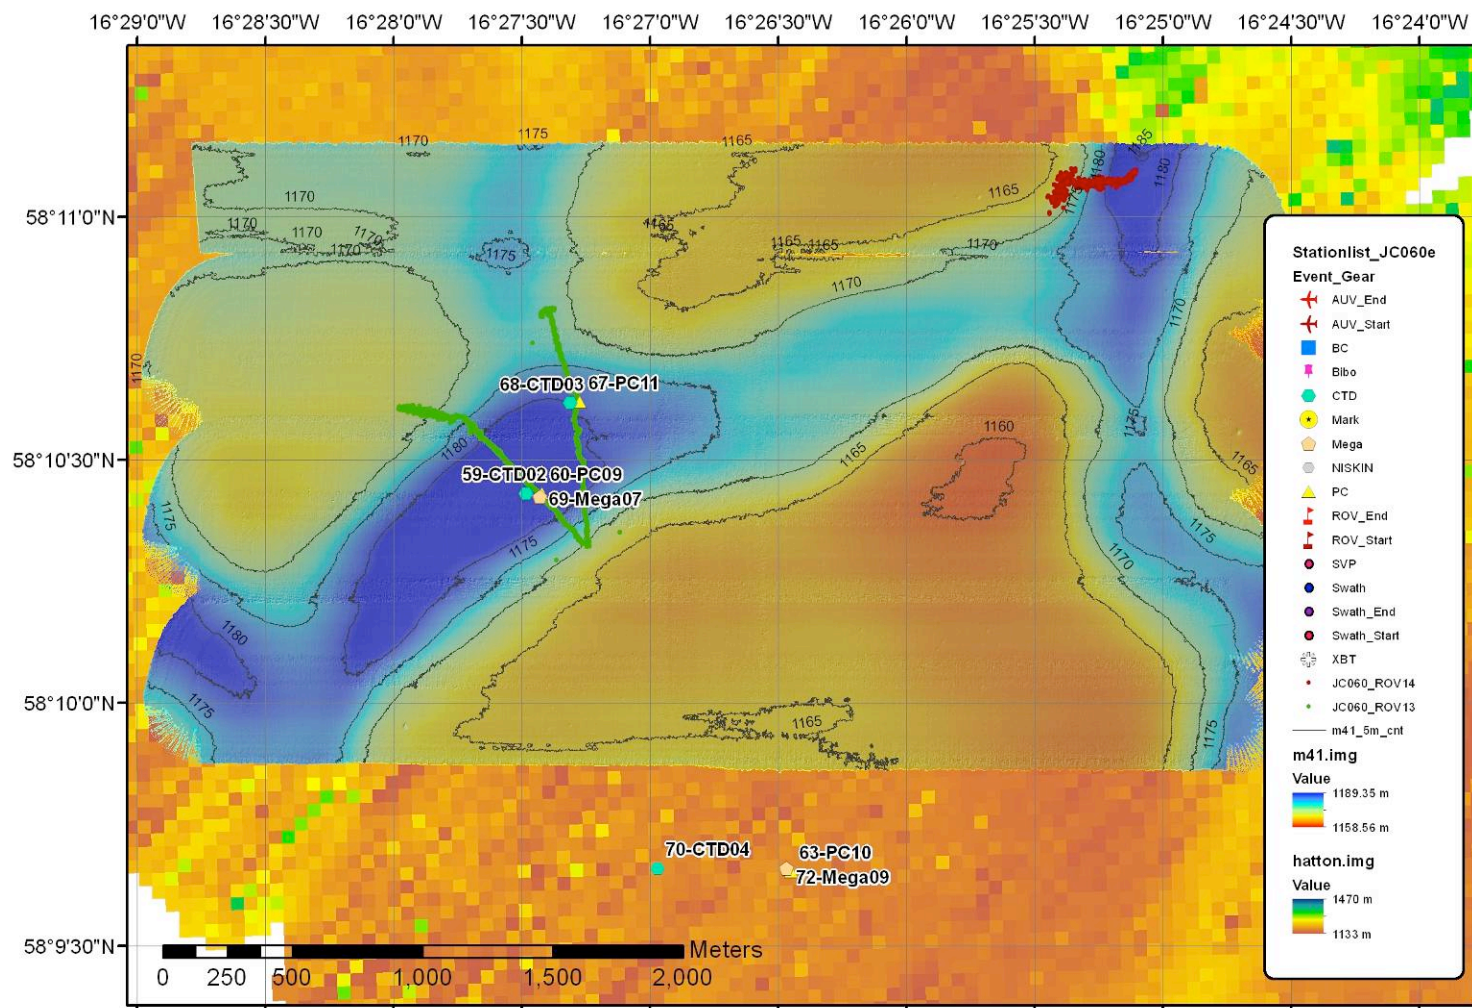 16°29'0"W 16°28'30"W 16°28'0"W 16°27'30"W 16°27'0"W 16°26'30"W 16°26'0"W 16°25'30"W 16°25'0"W 16°24'30"W 16°24'0"W
1170 1175 1165 1185
1180 1180
1170 1165 1175
58°11'0"N
1170 1170 1170 1165
1170 1175 1165 1165 1170
1170 1170
1170
68-CTD03 67-PC11
1180 1165 1160 1175
58°10'30"N
59-CTD02 60-PC09 1165
69-Mega07
1175 1175 1175
1170
1180
58°10'0"N
1175 1165 1175
70-CTD04 63-PC10
72-Mega09
58°9'30"N
Meters
0 250 500 1,000 1,500 2,000
Stationlist_JC060e
Event_Gear
AUV_End
AUV_Start
BC
Bibo
CTD
Mark
Mega
NISKIN
PC
ROV_End
ROV_Start
SVP
Swath
Swath_End
Swath_Start
XBT
JC060_ROV14
JC060_ROV13
m41_5m_cnt
m41.img
Value
1189.35 m
1158.56 m
hatton.img
Value
1470 m
1133 m